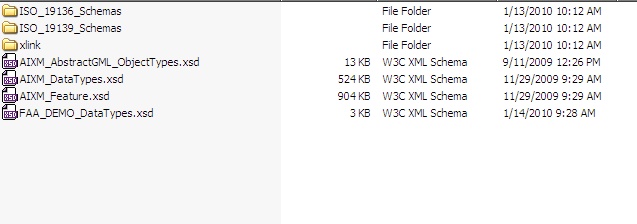 ISO_19136_Schemas File Folder 1/13/2010 10:12 AM
ISO_19139_Schemas File Folder 1/13/2010 10:12 AM
xlink File Folder 1/13/2010 10:12 AM
XSD AIXM_AbstractGML_ObjectTypes.xsd 13 KB W3C XML Schema 9/11/2009 12:26 PM
XSD AIXM_DataTypes.xsd 524 KB W3C XML Schema 11/29/2009 9:29 AM
XSD AIXM_Feature.xsd 904 KB W3C XML Schema 11/29/2009 9:29 AM
XSD FAA_DEMO_DataTypes.xsd 3 KB W3C XML Schema 1/14/2010 9:28 AM